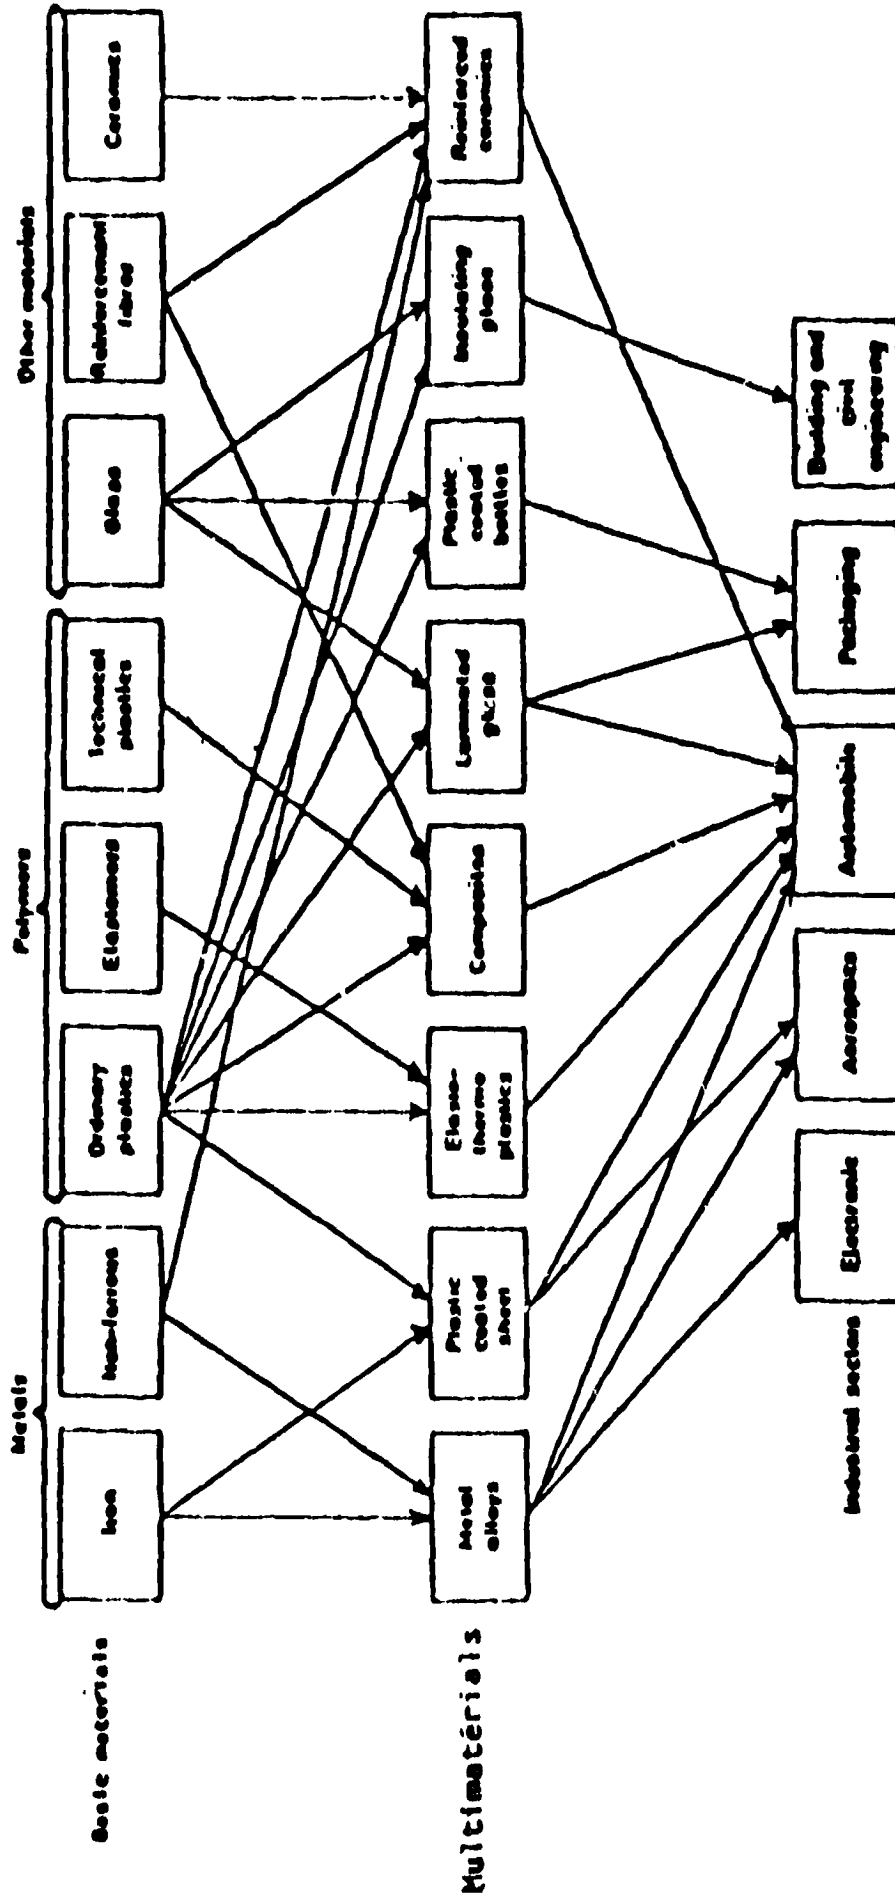 Metals
Polymers
Other materials
Basic materials
Iron
Non-ferrous
Ordinary
plastics
Elastomers
Technical
plastics
Glass
Reinforcement
fibres
Ceramics
Multimatérials
Metal
alloys
Plastic
coated
sheet
Elasto-
thermo
plastics
Composites
Laminated
glass
Plastic
coated
bottles
Insulating
glass
Reinforced
ceramics
Industrial sectors
Electronic
Aerospace
Automobile
Packaging
Building and
civil
engineering